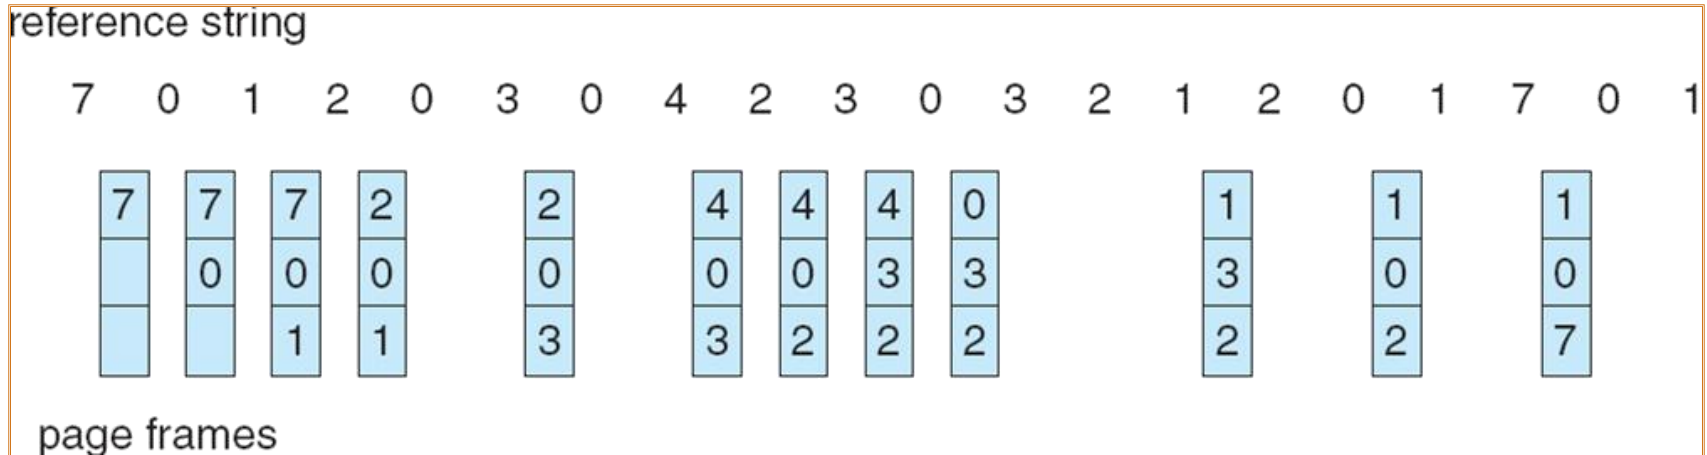 reference string
7 0 1 2 0 3 0 4 2 3 0 3 2 1 2 0 1 7 0 1
7 7 7 2 2 4 4 4 0 1 1 1
0 0 0 0 0 0 3 3 3 0 0
1 1 3 3 2 2 2 2 2 7
page frames